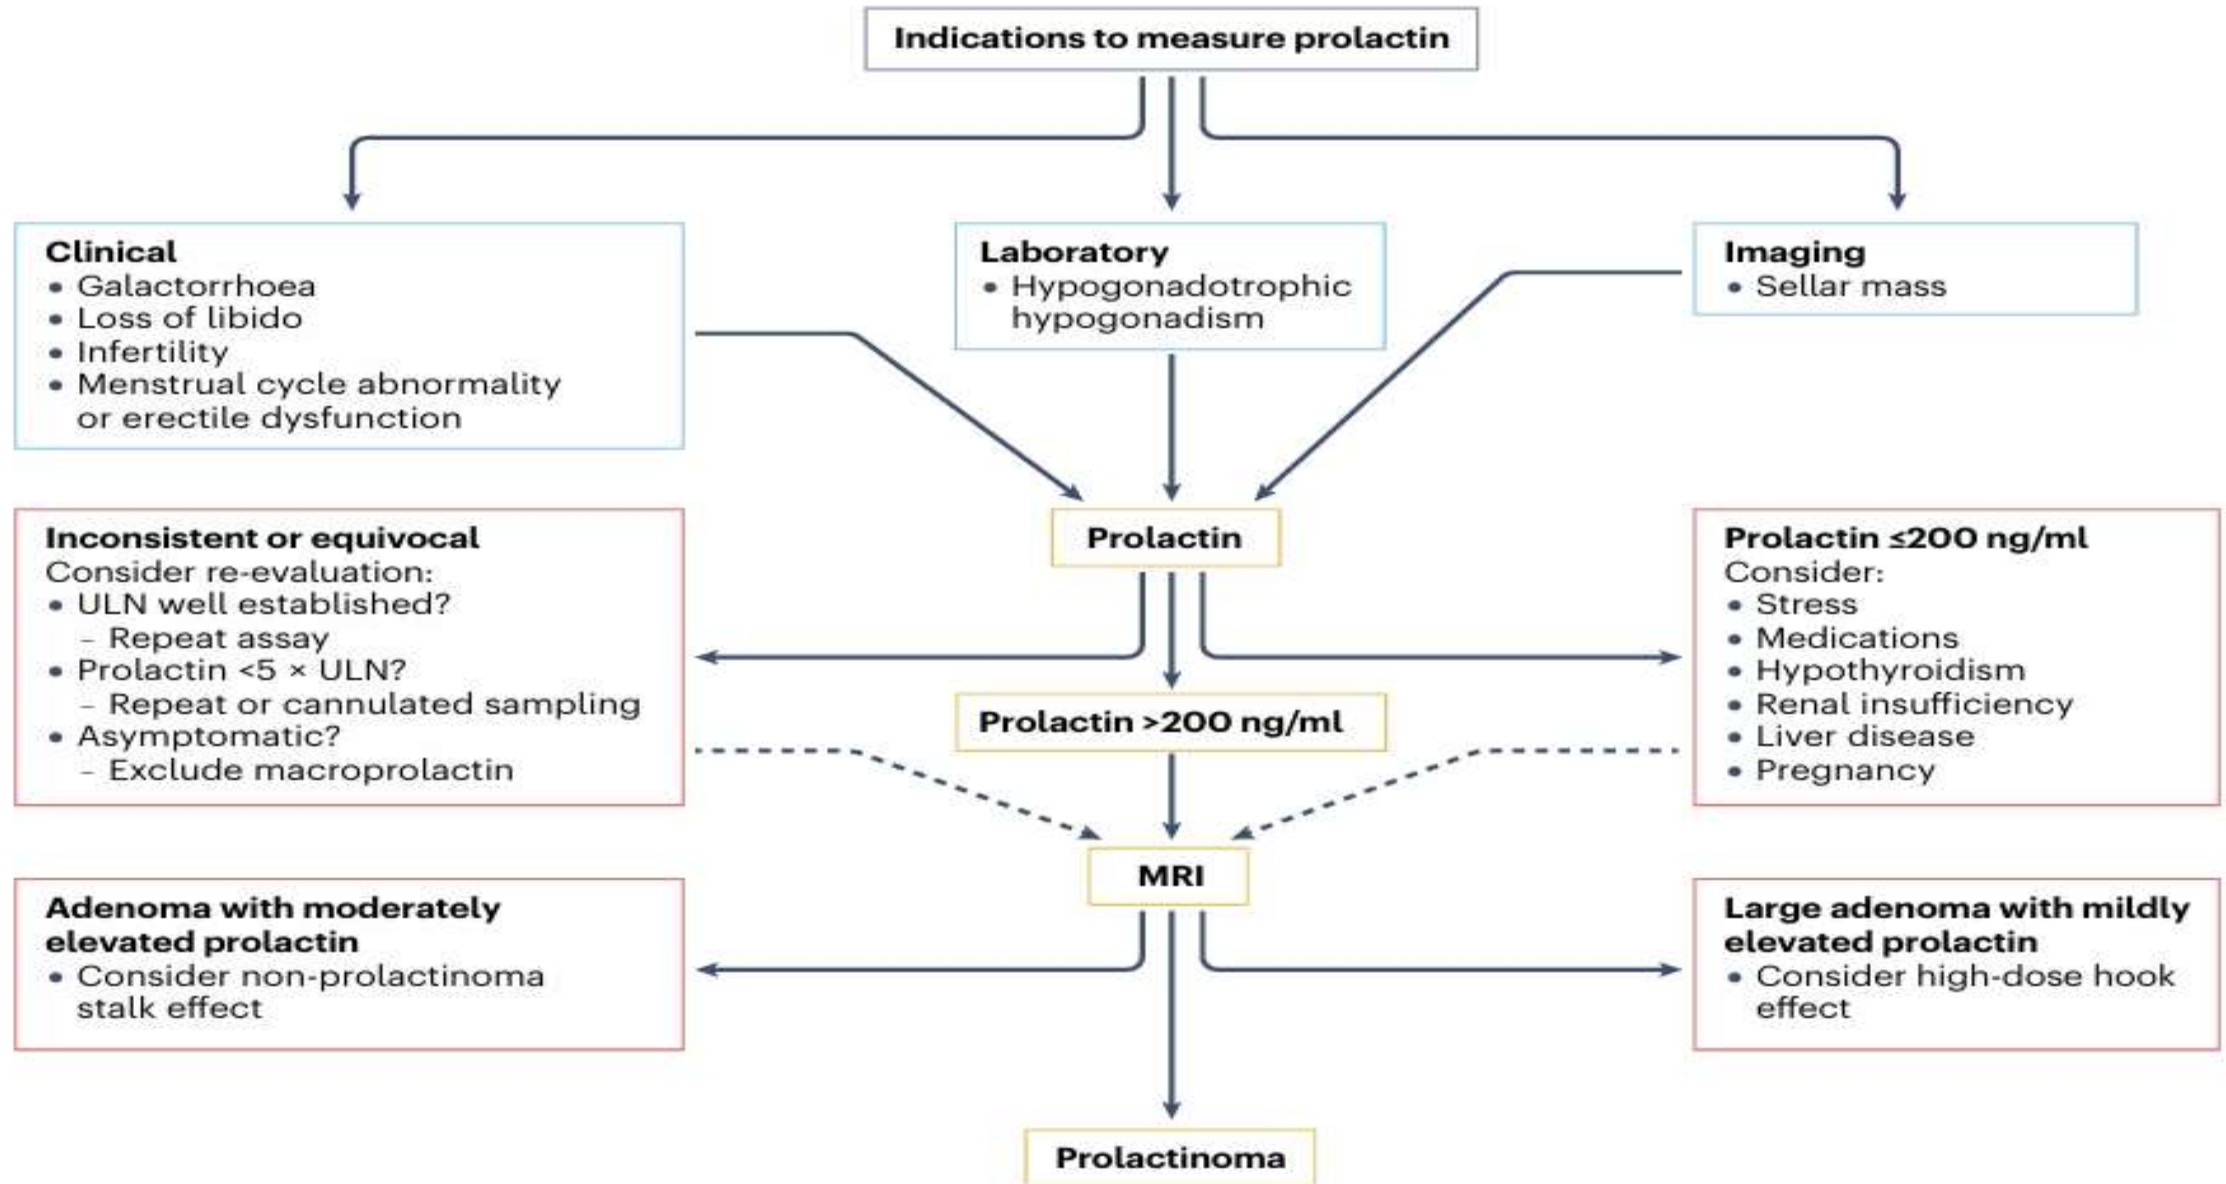 Indications to measure prolactin
Clinical
• Galactorrhoea
• Loss of libido
• Infertility
• Menstrual cycle abnormality
or erectile dysfunction
Laboratory
• Hypogonadotrophic
hypogonadism
Imaging
• Sellar mass
Prolactin
Inconsistent or equivocal
Consider re-evaluation:
• ULN well established?
– Repeat assay
• Prolactin <5 × ULN?
– Repeat or cannulated sampling
• Asymptomatic?
– Exclude macroprolactin
Prolactin >200 ng/ml
Prolactin ≤200 ng/ml
Consider:
• Stress
• Medications
• Hypothyroidism
• Renal insufficiency
• Liver disease
• Pregnancy
MRI
Adenoma with moderately
elevated prolactin
• Consider non-prolactinoma
stalk effect
Large adenoma with mildly
elevated prolactin
• Consider high-dose hook
effect
Prolactinoma